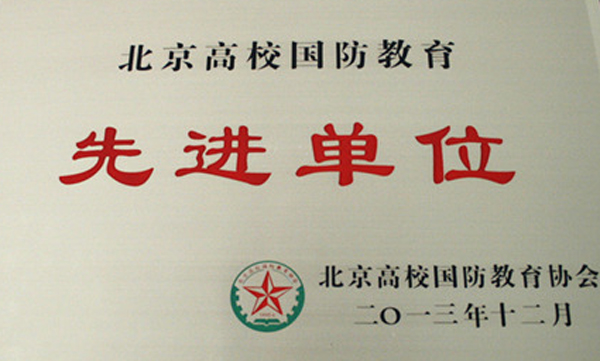 北京高校国防教育
先进单位
北京高校国防教育协会
二〇一三年十二月